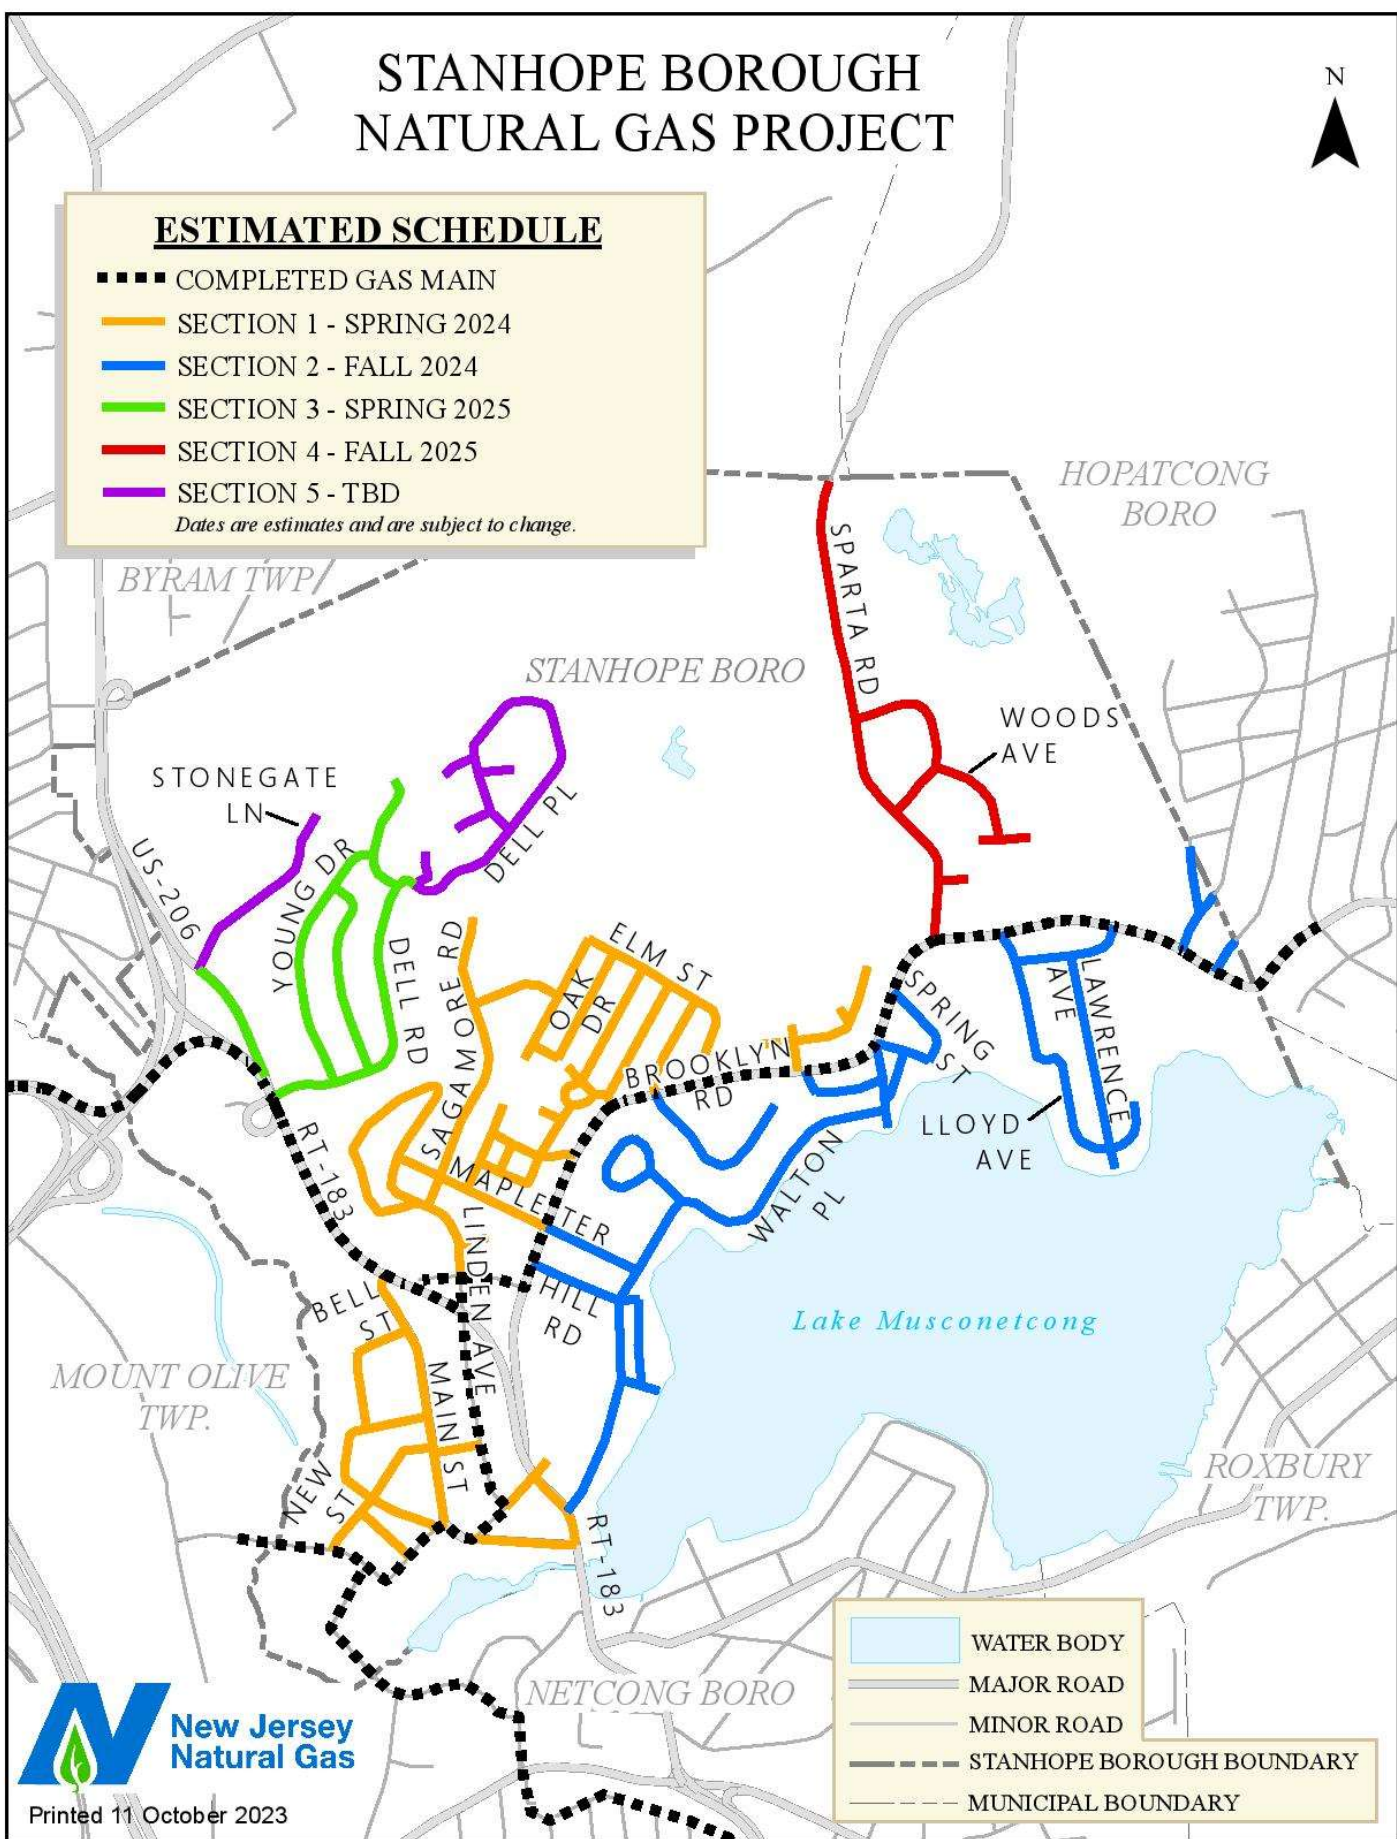 STANHOPE BOROUGH
NATURAL GAS PROJECT
N
ESTIMATED SCHEDULE
COMPLETED GAS MAIN
SECTION 1 - SPRING 2024
SECTION 2 - FALL 2024
SECTION 3 - SPRING 2025
SECTION 4 - FALL 2025
SECTION 5 - TBD
Dates are estimates and are subject to change.
HOPATCONG
BORO
BYRAM TWP
STANHOPE BORO
SPARTA RD
WOODS
AVE
STONEGATE
LN
US-206
YOUNG DR
DELL PL
DELL RD
SAGAMORE RD
ELM ST
OAK
DR
BROOKLYN
RD
SPRING
ST
LAWRENCE
AVE
LLOYD
AVE
WALTON
PL
RT-183
MAPLE TER
LINDEN AVE
HILL
RD
BELL
ST
MAIN ST
NEW
ST
Lake Musconetcong
MOUNT OLIVE
TWP.
ROXBURY
TWP.
RT-183
NETCONG BORO
WATER BODY
MAJOR ROAD
MINOR ROAD
STANHOPE BOROUGH BOUNDARY
MUNICIPAL BOUNDARY
New Jersey
Natural Gas
Printed 11 October 2023